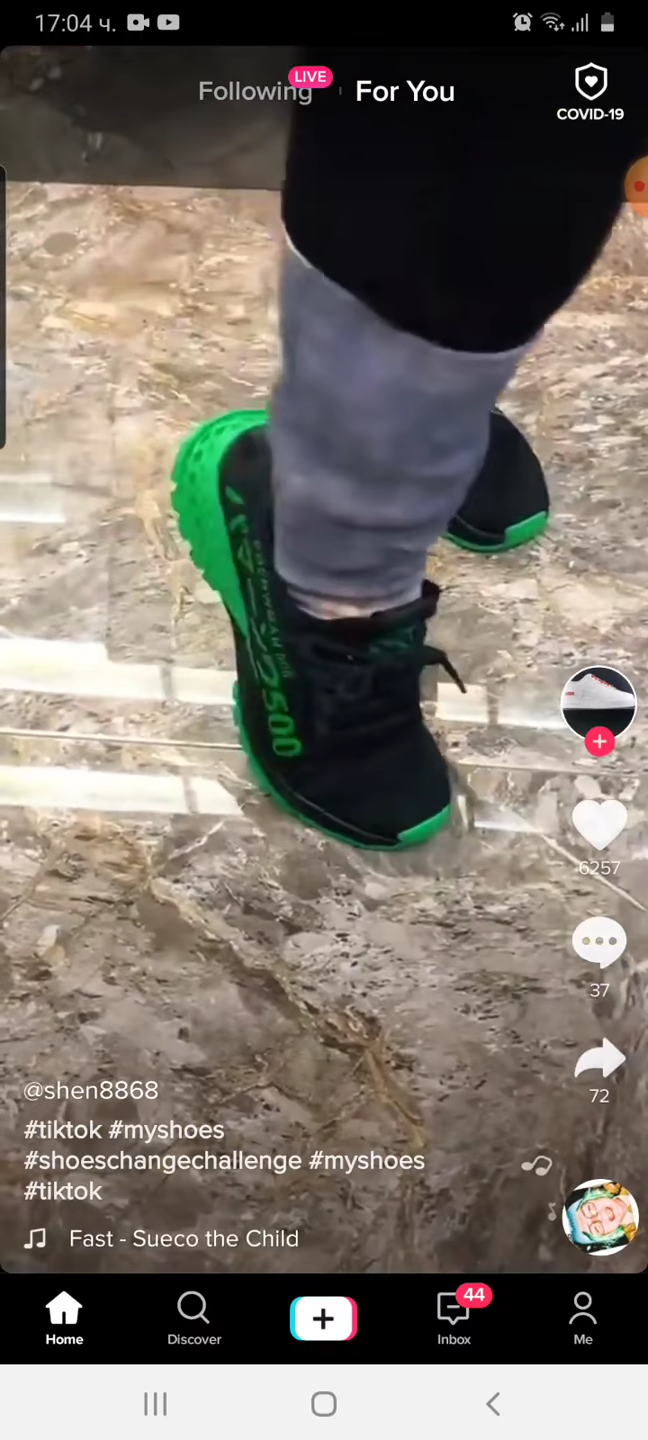 17:04 ч.
LIVE
Following
For You
COVID-19
500
6257
37
72
@shen8868
#tiktok #myshoes
#shoeschangechallenge #myshoes
#tiktok
Fast - Sueco the Child
44
Home
Discover
Inbox
Me